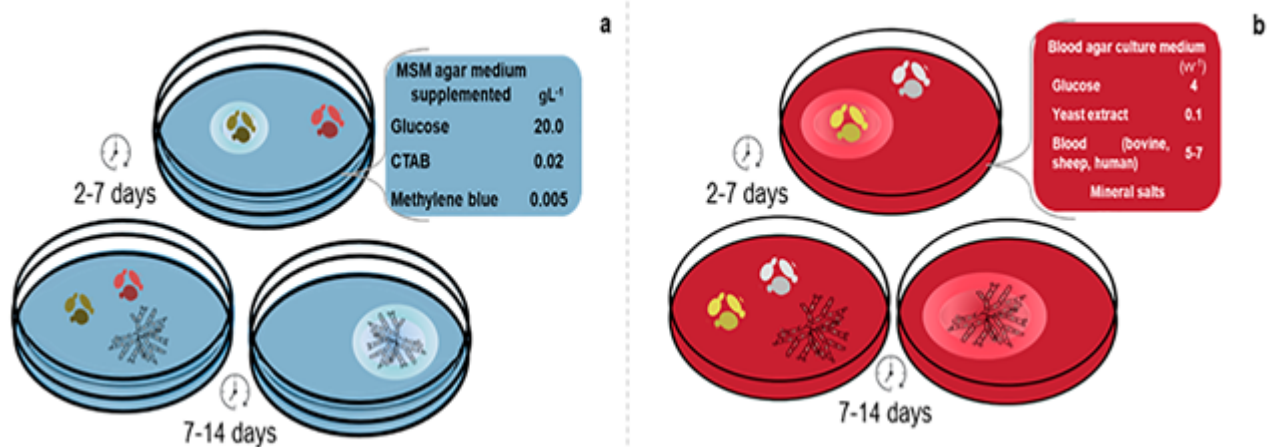 a
MSM agar medium
supplemented gL-1
Glucose 20.0
CTAB 0.02
Methylene blue 0.005
2-7 days
7-14 days
b
Blood agar culture medium
(W-1)
Glucose 4
Yeast extract 0.1
Blood (bovine, 5-7
sheep, human)
Mineral salts
2-7 days
7-14 days